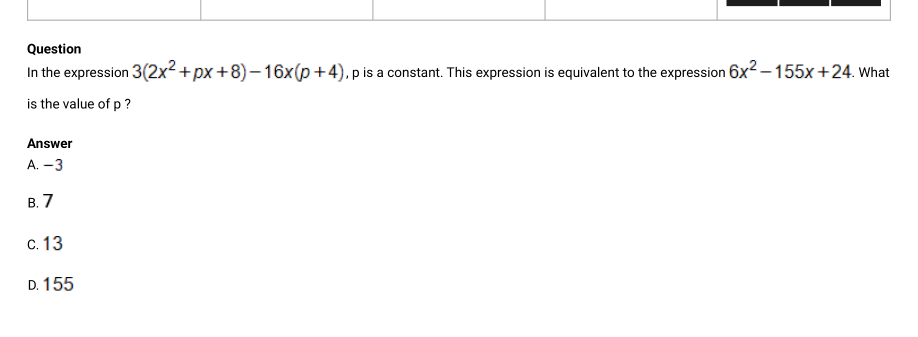 Question
In the expression 3(2x² + px + 8) – 16x(p + 4), p is a constant. This expression is equivalent to the expression 6x² – 155x + 24. What
is the value of p ?
Answer
A. –3
B. 7
C. 13
D. 155